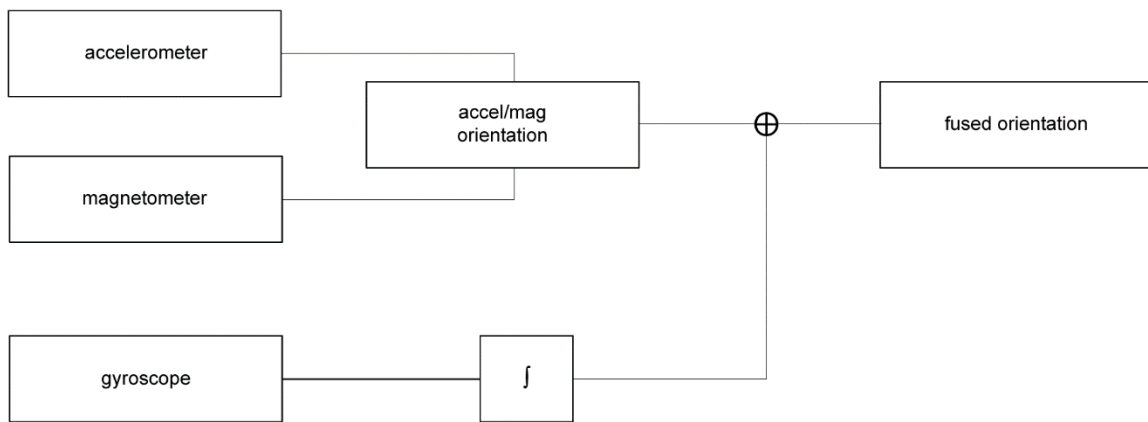 accelerometer
accel/mag
orientation
fused orientation
magnetometer
gyroscope
∫